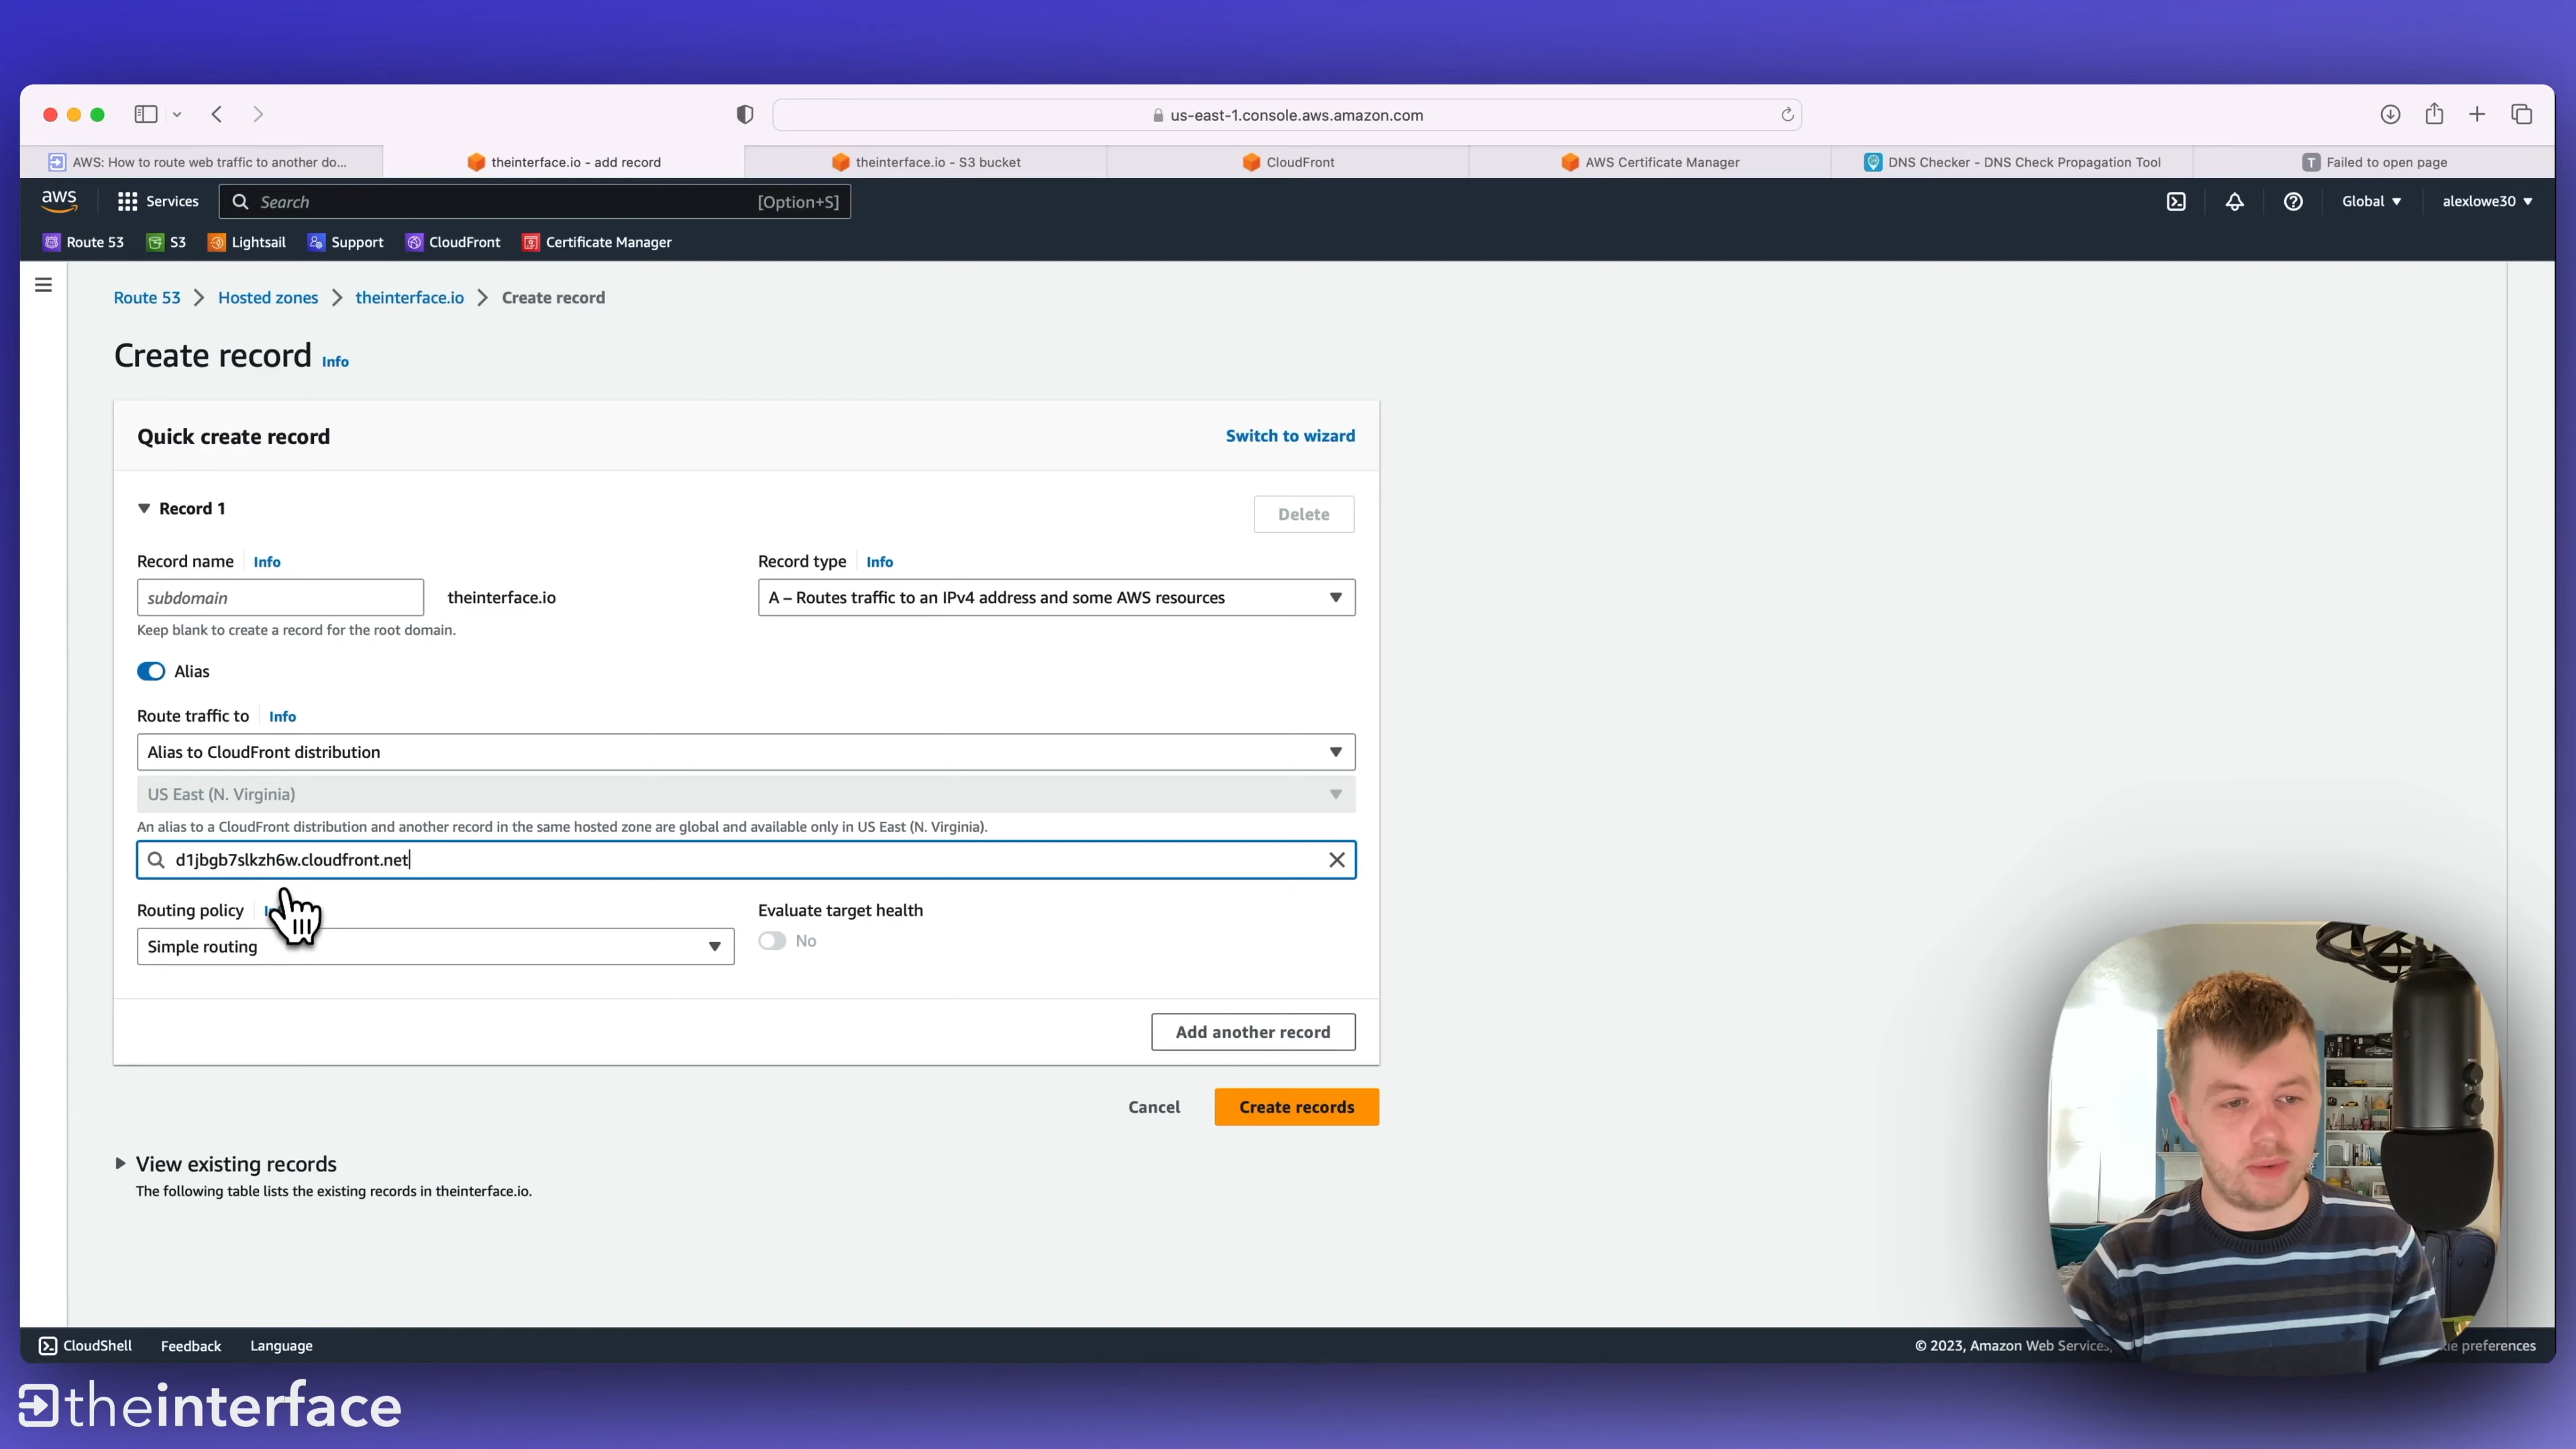 us-east-1.console.aws.amazon.com
AWS: How to route web traffic to another do...
theinterface.io - add record
theinterface.io - S3 bucket
CloudFront
AWS Certificate Manager
DNS Checker - DNS Check Propagation Tool
T Failed to open page
aws
Services
Search
[Option+S]
Global
alexlowe30
Route 53
S3
Lightsail
Support
CloudFront
Certificate Manager
Route 53 > Hosted zones > theinterface.io > Create record
Create record Info
Quick create record
Switch to wizard
Record 1
Delete
Record name Info
Record type Info
subdomain
theinterface.io
A – Routes traffic to an IPv4 address and some AWS resources
Keep blank to create a record for the root domain.
Alias
Route traffic to Info
Alias to CloudFront distribution
US East (N. Virginia)
An alias to a CloudFront distribution and another record in the same hosted zone are global and available only in US East (N. Virginia).
d1jbgb7slkzh6w.cloudfront.net
Routing policy
Evaluate target health
Simple routing
No
Add another record
Cancel
Create records
View existing records
The following table lists the existing records in theinterface.io.
CloudShell
Feedback
Language
© 2023, Amazon Web Services,
preferences
theinterface